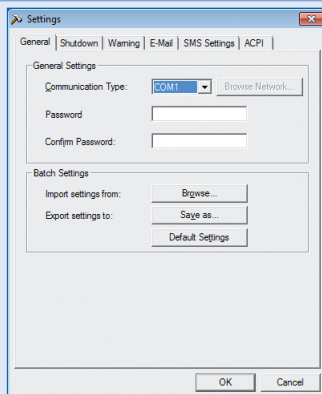 Settings
General Shutdown Warning E-Mail SMS Settings ACPI
General Settings
Communication Type: COM1 Browse Network...
Password
Confirm Password:
Batch Settings
Import settings from: Browse...
Export settings to: Save as...
Default Settings
OK Cancel